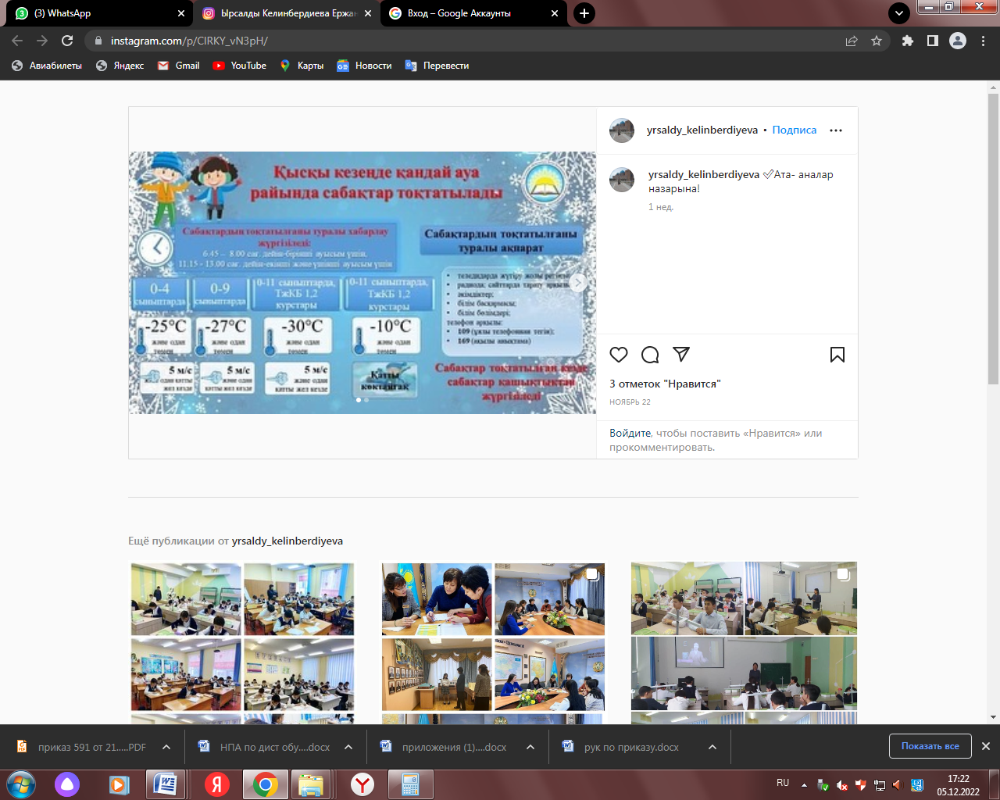 (3) WhatsApp
Ырсалды Келинбердиева Ержан
Вход – Google Аккаунты
instagram.com/p/ClRKY_vN3pH/
Авиабилеты
Яндекс
Gmail
YouTube
Карты
Новости
Перевести
Қысқы кезеңде қандай ауа
райында сабақтар тоқтатылады
Сабақтардың тоқтатылғаны туралы хабарлау
жүргізіледі:
6.45 – 8.00 сағ. дейін-бірінші ауысым үшін,
11.15 - 13.00 сағ. дейін-екінші және үшінші ауысым үшін
Сабақтардың тоқтатылғаны
туралы ақпарат
0-4
сыныптарда
0-9
сыныптарда
0-11 сыныптарда,
ТжКБ 1,2
курстары
0-11 сыныптарда,
ТжКБ 1,2
курстары
-25°C
және одан
төмен
-27°C
және одан
төмен
-30°C
және одан
төмен
-10°C
және одан
төмен
5 м/с
және одан
қатты жел кезде
5 м/с
және одан
қатты жел кезде
5 м/с
және одан
қатты жел кезде
Қатты
көктайғақ
• теледидарда жүгіру жолы
• радиода; сайттарда тарату
• әкімдіктер;
• білім басқармасы;
• білім бөлімдері;
телефон арқылы:
• 109 (ұялы телефоннан тегін);
• 169 (ақылы анықтама)
Сабақтар тоқтатылған кезде
сабақтар қашықтықтан
жүргізіледі
yrsaldy_kelinberdiyeva • Подписа
yrsaldy_kelinberdiyeva ✅Ата- аналар
назарына!
1 нед.
3 отметок "Нравится"
НОЯБРЬ 22
Войдите, чтобы поставить «Нравится» или
прокомментировать.
Ещё публикации от yrsaldy_kelinberdiyeva
приказ 591 от 21.....PDF
НПА по дист обу....docx
приложения (1)....docx
рук по приказу.docx
Показать все
RU
17:22
05.12.2022